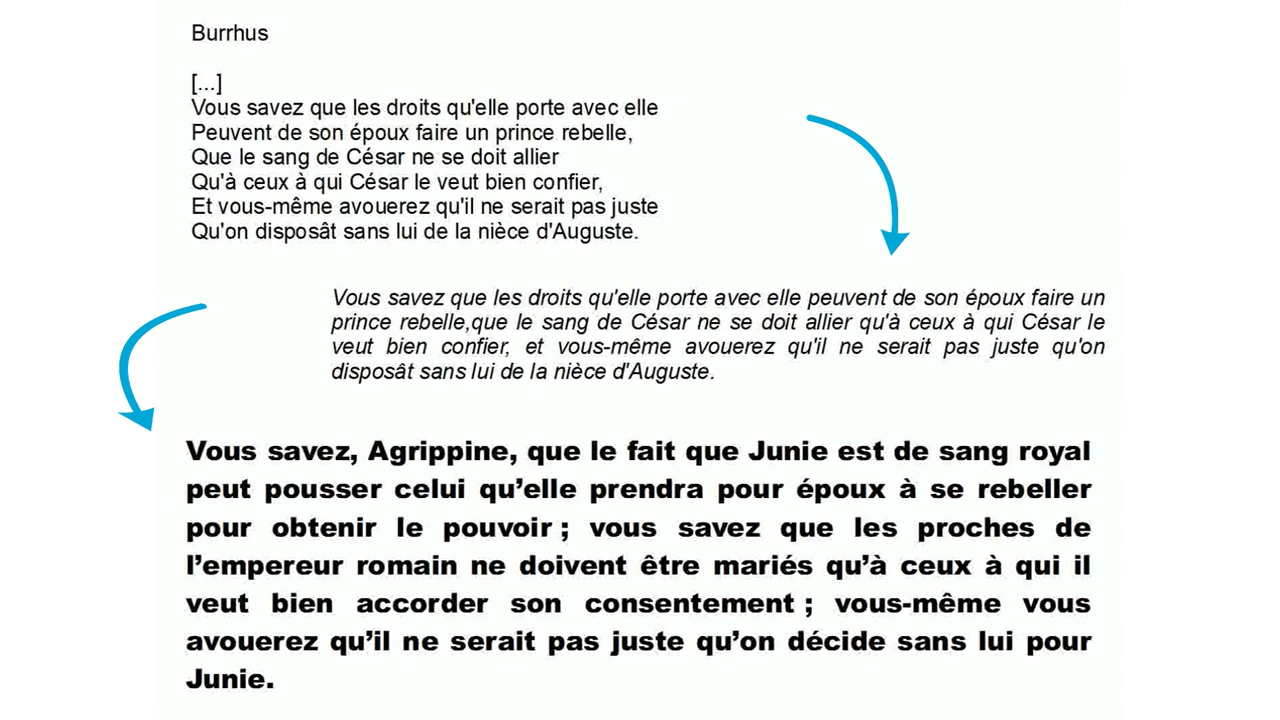 Burrhus
[...]
Vous savez que les droits qu'elle porte avec elle
Peuvent de son époux faire un prince rebelle,
Que le sang de César ne se doit allier
Qu'à ceux à qui César le veut bien confier,
Et vous-même avouerez qu'il ne serait pas juste
Qu'on disposât sans lui de la nièce d'Auguste.
Vous savez que les droits qu'elle porte avec elle peuvent de son époux faire un
prince rebelle,que le sang de César ne se doit allier qu'à ceux à qui César le
veut bien confier, et vous-même avouerez qu'il ne serait pas juste qu'on
disposât sans lui de la nièce d'Auguste.
Vous savez, Agrippine, que le fait que Junie est de sang royal
peut pousser celui qu’elle prendra pour époux à se rebeller
pour obtenir le pouvoir ; vous savez que les proches de
l’empereur romain ne doivent être mariés qu’à ceux à qui il
veut bien accorder son consentement ; vous-même vous
avouerez qu’il ne serait pas juste qu’on décide sans lui pour
Junie.